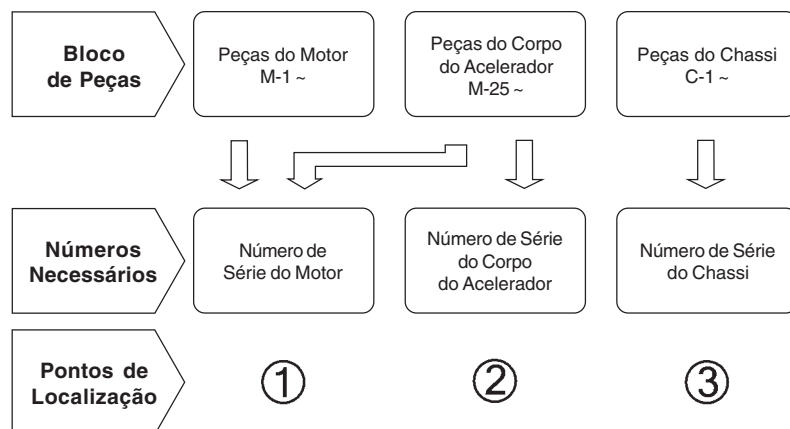 Bloco
de Peças
Peças do Motor
M-1 ~
Peças do Corpo
do Acelerador
M-25 ~
Peças do Chassi
C-1 ~
Números
Necessários
Número de
Série do Motor
Número de Série
do Corpo
do Acelerador
Número de Série
do Chassi
Pontos de
Localização
①
②
③